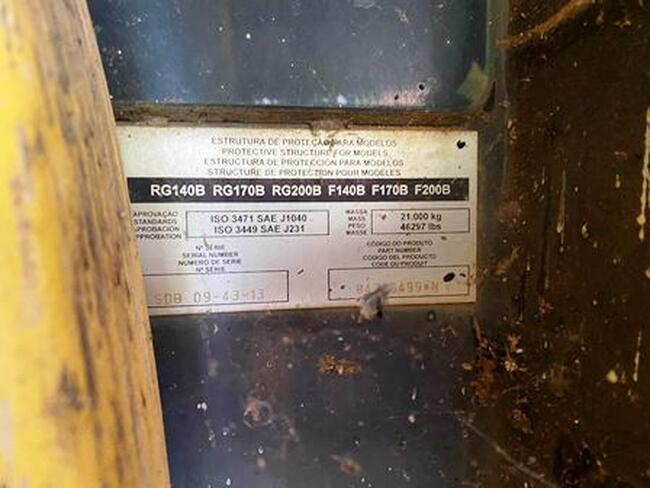 ESTRUTURA DE PROTEÇÃO PARA MODELOS
PROTECTIVE STRUCTURE FOR MODELS
ESTRUCTURA DE PROTECCIÓN PARA MODELOS
STRUCTURE DE PROTECTION POUR MODELES
RG140B RG170B RG200B F140B F170B F200B
APROVAÇÃO
STANDARDS
APROBACIÓN
APPROBATION
ISO 3471 SAE J1040
ISO 3449 SAE J231
MASSA
MASS
PESO
MASSE
21.000 kg
46297 lbs
Nº SÉRIE
SERIAL NUMBER
NÚMERO DE SERIE
Nº SÉRIE
SDB 09-43-13
CÓDIGO DO PRODUTO
PART NUMBER
CÓDIGO DEL PRODUCTO
CODE DU PRODUIT